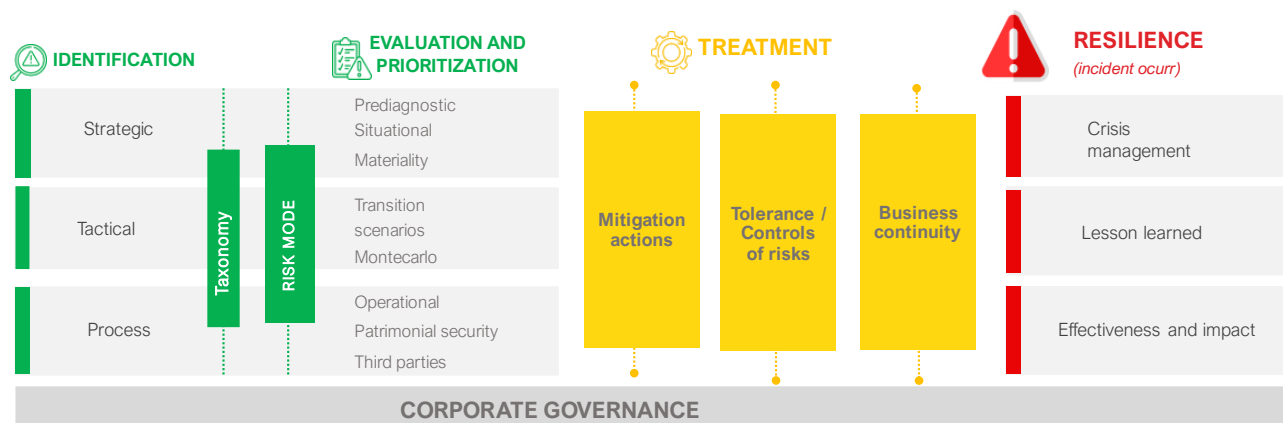 IDENTIFICATION
EVALUATION AND
PRIORITIZATION
TREATMENT
RESILIENCE
(incident ocurr)
Strategic
Tactical
Process
Taxonomy
RISK MODE
Prediagnostic
Situational
Materiality
Transition
scenarios
Montecarlo
Operational
Patrimonial security
Third parties
Mitigation
actions
Tolerance /
Controls
of risks
Business
continuity
Crisis
management
Lesson learned
Effectiveness and impact
CORPORATE GOVERNANCE